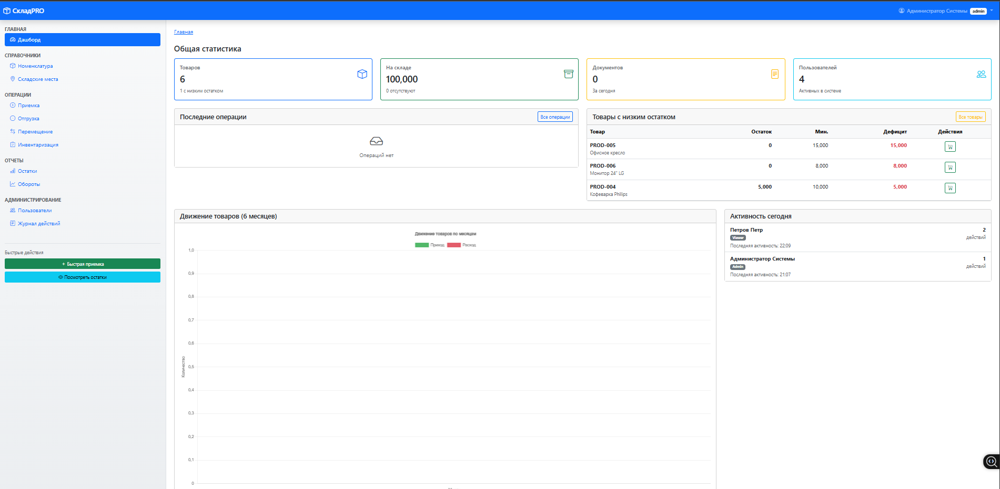 СкладPRO
Администратор Системы admin
ГЛАВНАЯ
Дашборд
СПРАВОЧНИКИ
Номенклатура
Складские места
ОПЕРАЦИИ
Приемка
Отгрузка
Перемещение
Инвентаризация
ОТЧЕТЫ
Остатки
Обороты
АДМИНИСТРИРОВАНИЕ
Пользователи
Журнал действий
Быстрые действия
+ Быстрая приемка
Посмотреть остатки
Главная
Общая статистика
Товаров
6
1 с низким остатком
На складе
100,000
0 отсутствуют
Документов
0
За сегодня
Пользователей
4
Активных в системе
Последние операции
Все операции
Операций нет
Товары с низким остатком
Все товары
Товар Остаток Мин. Дефицит Действия
PROD-005 0 15,000 15,000
Офисное кресло
PROD-006 0 8,000 8,000
Монитор 24" LG
PROD-004 5,000 10,000 5,000
Кофеварка Philips
Движение товаров (6 месяцев)
Движение товаров по месяцам
Приход Расход
Количество
1,0
0,9
0,8
0,7
0,6
0,5
0,4
0,3
0,2
0,1
0
Активность сегодня
Петров Петр 2
Viewer действий
Последняя активность: 22:09
Администратор Системы 1
Admin действий
Последняя активность: 21:07